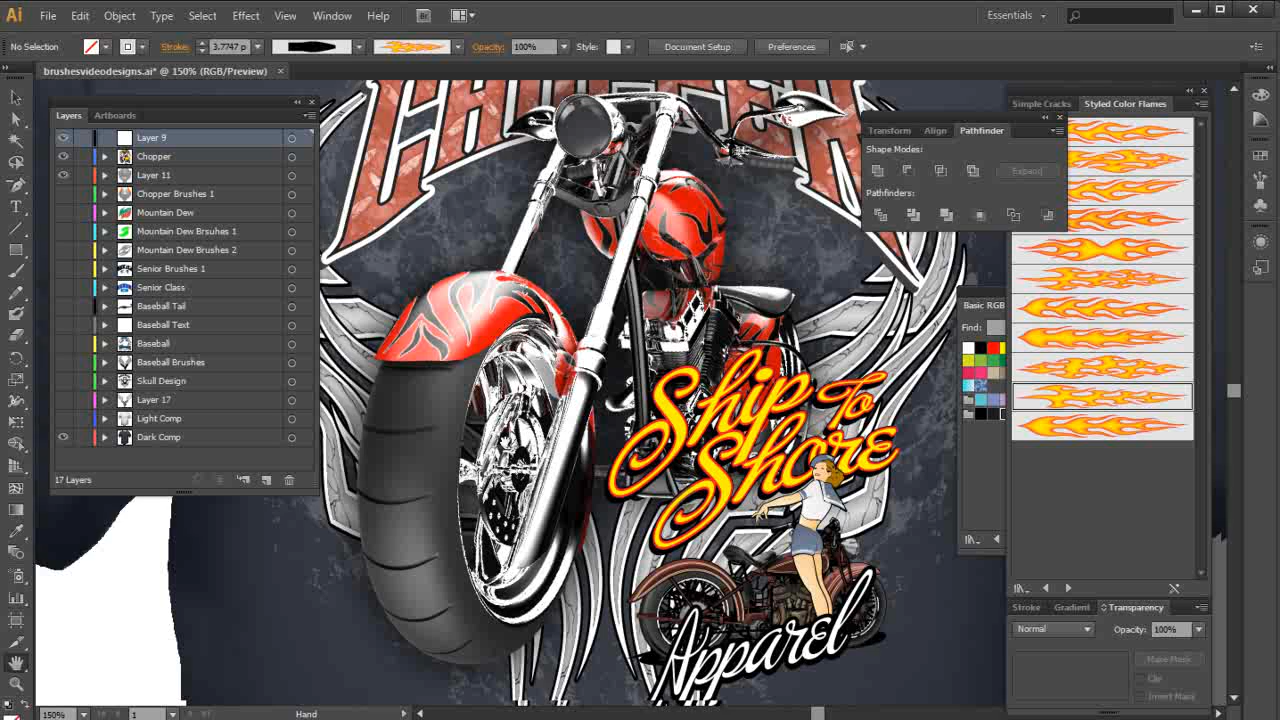 Ai File Edit Object Type Select Effect View Window Help Br Essentials
No Selection Stroke: 3.7747 p Opacity: 100% Style: Document Setup Preferences
brushesvideodesigns.ai* @ 150% (RGB/Preview)
Layers Artboards
Layer 9
Chopper
Layer 11
Chopper Brushes 1
Mountain Dew
Mountain Dew Brsuhes 1
Mountain Dew Brushes 2
Senior Brushes 1
Senior Class
Baseball Tail
Baseball Text
Baseball
Baseball Brushes
Skull Design
Layer 17
Light Comp
Dark Comp
17 Layers
CHOPPER
Ship To
Shore
Apparel
Simple Cracks Styled Color Flames
Transform Align Pathfinder
Shape Modes:
Expand
Pathfinders:
Basic RGB
Find:
Stroke Gradient Transparency
Normal Opacity: 100%
Make Mask
Clip
Invert Mask
150% 1 Hand